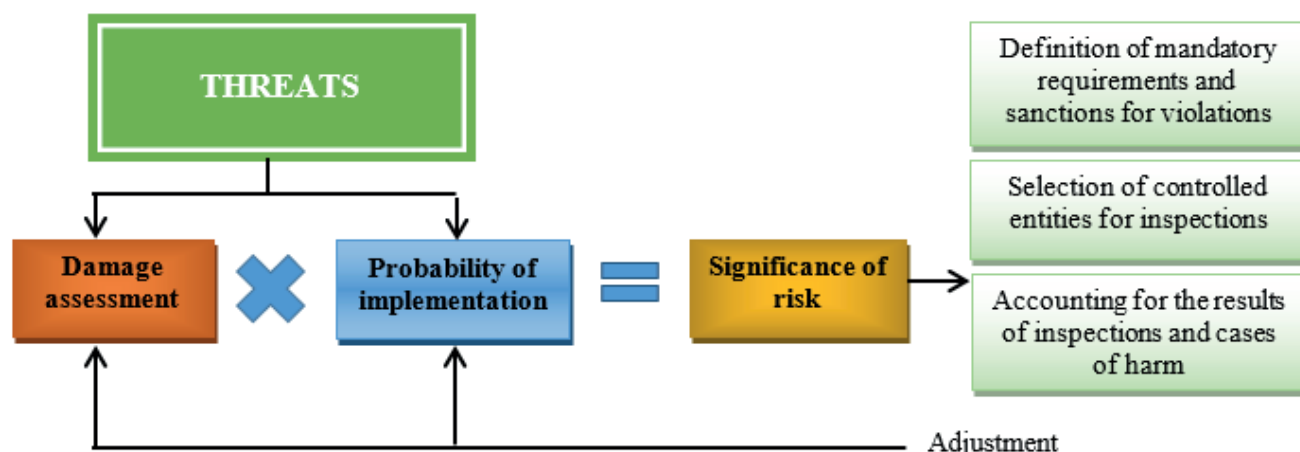 THREATS
Damage
assessment
Probability of
implementation
Significance of
risk
Definition of mandatory
requirements and
sanctions for violations
Selection of controlled
entities for inspections
Accounting for the results
of inspections and cases
of harm
Adjustment